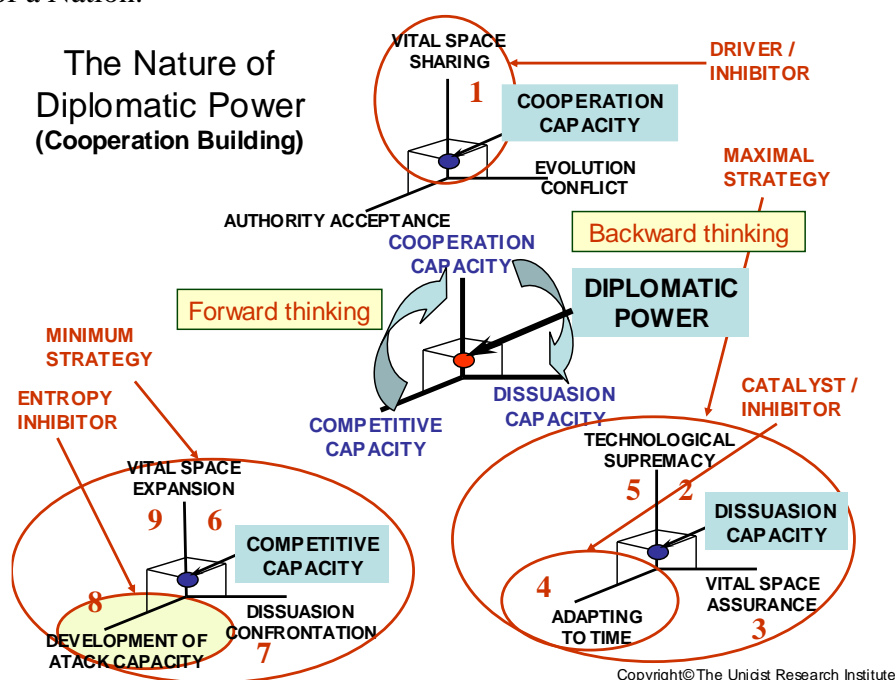 of a Nation.
The Nature of
Diplomatic Power
(Cooperation Building)
VITAL SPACE
SHARING
1
DRIVER /
INHIBITOR
COOPERATION
CAPACITY
EVOLUTION
CONFLICT
AUTHORITY ACCEPTANCE
MAXIMAL
STRATEGY
COOPERATION
CAPACITY
Backward thinking
Forward thinking
DIPLOMATIC
POWER
MINIMUM
STRATEGY
ENTROPY
INHIBITOR
COMPETITIVE
CAPACITY
DISSUASION
CAPACITY
CATALYST /
INHIBITOR
VITAL SPACE
EXPANSION
9 6
COMPETITIVE
CAPACITY
8
DISSUASION
CONFRONTATION
7
DEVELOPMENT OF
ATACK CAPACITY
TECHNOLOGICAL
SUPREMACY
5 2
DISSUASION
CAPACITY
4
ADAPTING
TO TIME
VITAL SPACE
ASSURANCE
3
Copyright© The Unicist Research Institute